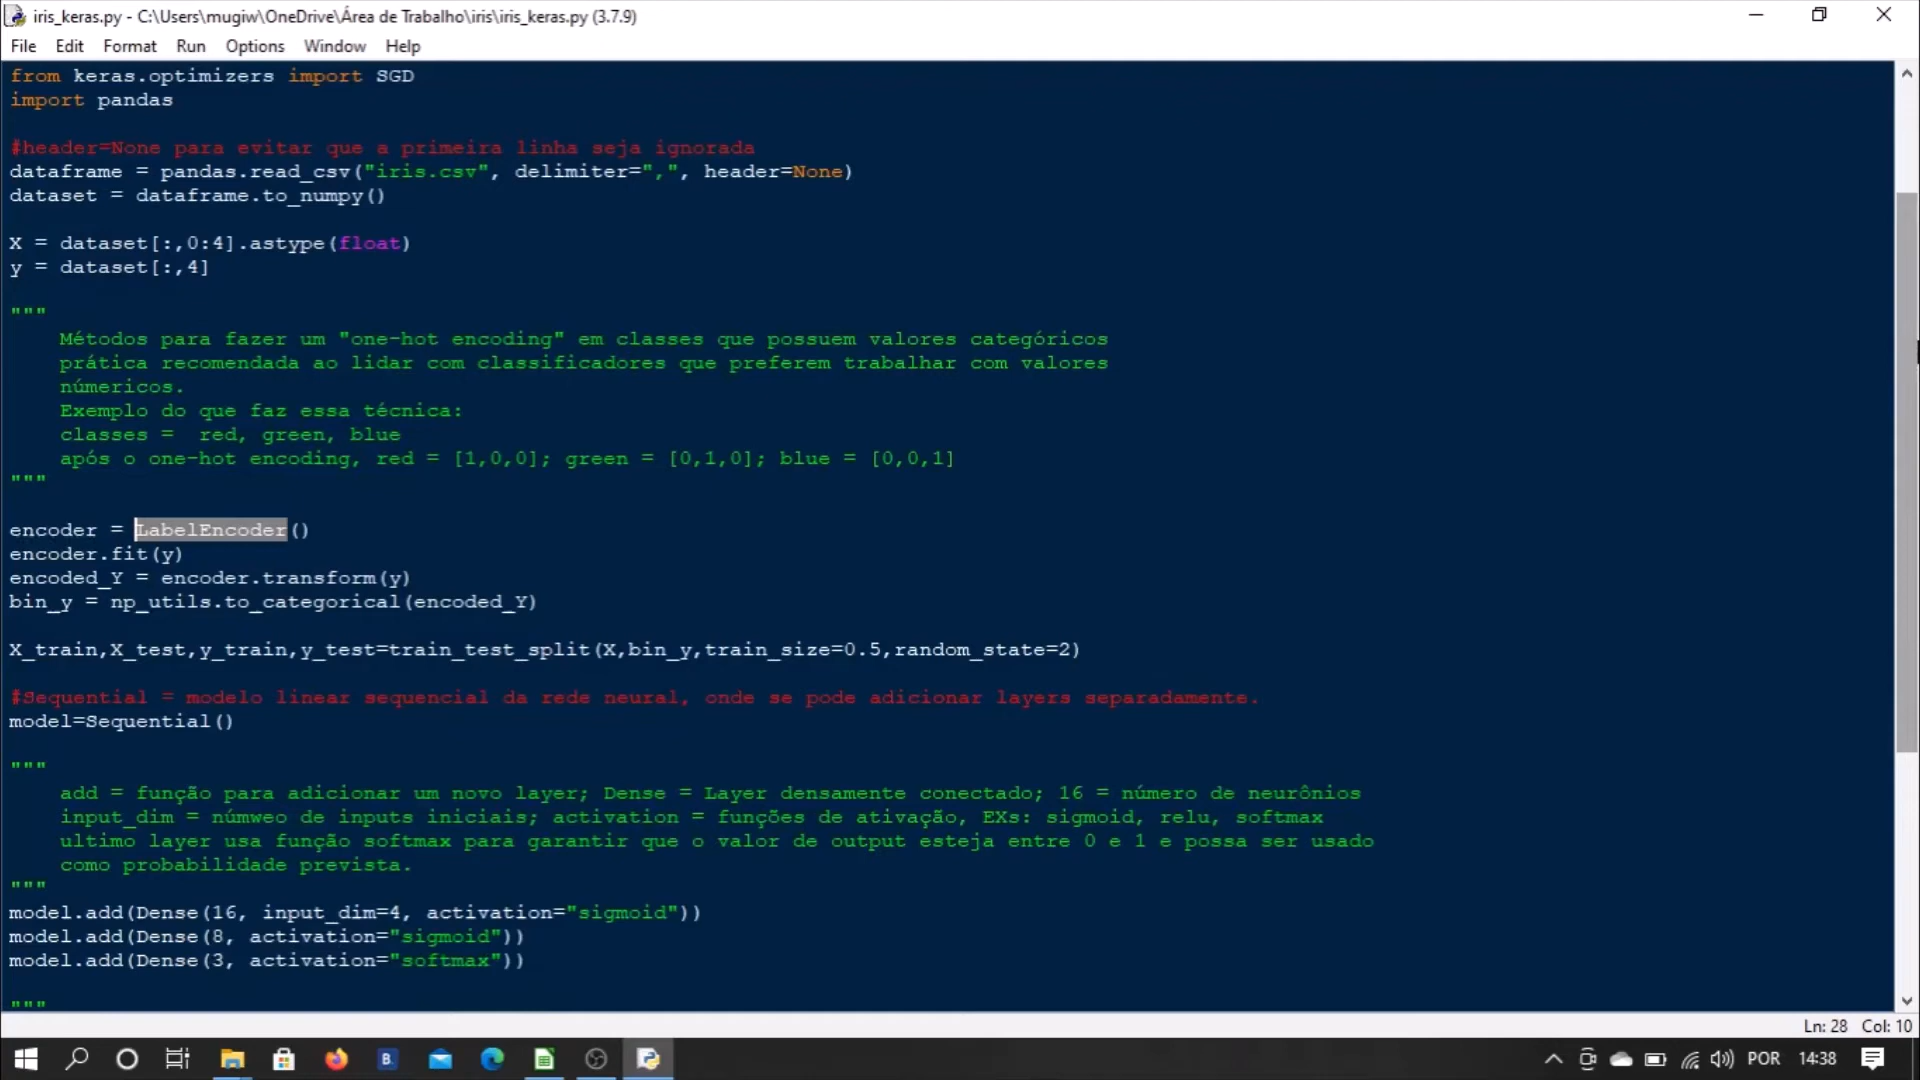 iris_keras.py - C:\Users\mugiw\OneDrive\Área de Trabalho\iris\iris_keras.py (3.7.9)
File Edit Format Run Options Window Help
from keras.optimizers import SGD
import pandas
#header=None para evitar que a primeira linha seja ignorada
dataframe = pandas.read_csv("iris.csv", delimiter=",", header=None)
dataset = dataframe.to_numpy()
X = dataset[:,0:4].astype(float)
y = dataset[:,4]
"""
Métodos para fazer um "one-hot encoding" em classes que possuem valores categóricos
prática recomendada ao lidar com classificadores que preferem trabalhar com valores
númericos.
Exemplo do que faz essa técnica:
classes =  red, green, blue
após o one-hot encoding, red = [1,0,0]; green = [0,1,0]; blue = [0,0,1]
"""
encoder = LabelEncoder()
encoder.fit(y)
encoded_Y = encoder.transform(y)
bin_y = np_utils.to_categorical(encoded_Y)
X_train,X_test,y_train,y_test=train_test_split(X,bin_y,train_size=0.5,random_state=2)
#Sequential = modelo linear sequencial da rede neural, onde se pode adicionar layers separadamente.
model=Sequential()
"""
add = função para adicionar um novo layer; Dense = Layer densamente conectado; 16 = número de neurônios
input_dim = númweo de inputs iniciais; activation = funções de ativação, EXs: sigmoid, relu, softmax
ultimo layer usa função softmax para garantir que o valor de output esteja entre 0 e 1 e possa ser usado
como probabilidade prevista.
"""
model.add(Dense(16, input_dim=4, activation="sigmoid"))
model.add(Dense(8, activation="sigmoid"))
model.add(Dense(3, activation="softmax"))
"""
Ln: 28 Col: 10
B. POR 14:38